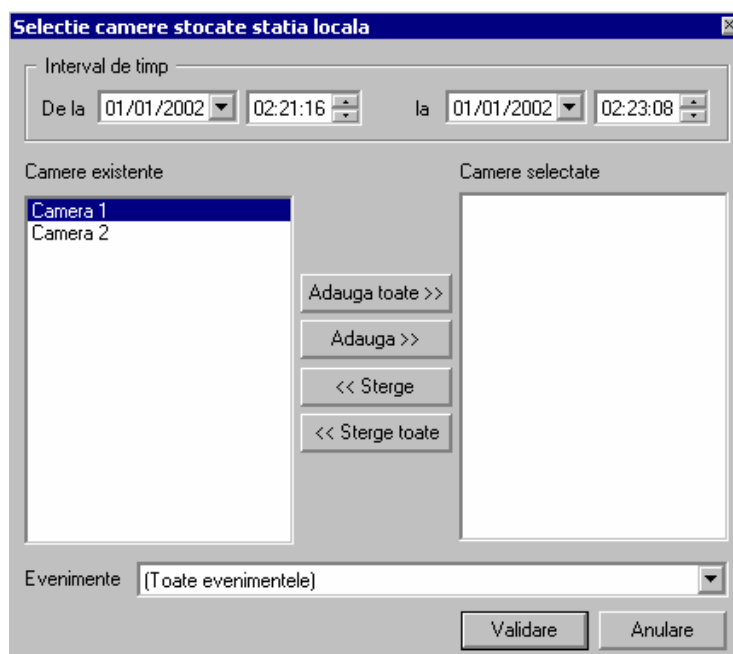 Selectie camere stocate statia locala
Interval de timp
De la 01/01/2002 02:21:16 la 01/01/2002 02:23:08
Camere existente Camere selectate
Camera 1
Camera 2
Adauga toate >>
Adauga >>
<< Sterge
<< Sterge toate
Evenimente (Toate evenimentele)
Validare Anulare